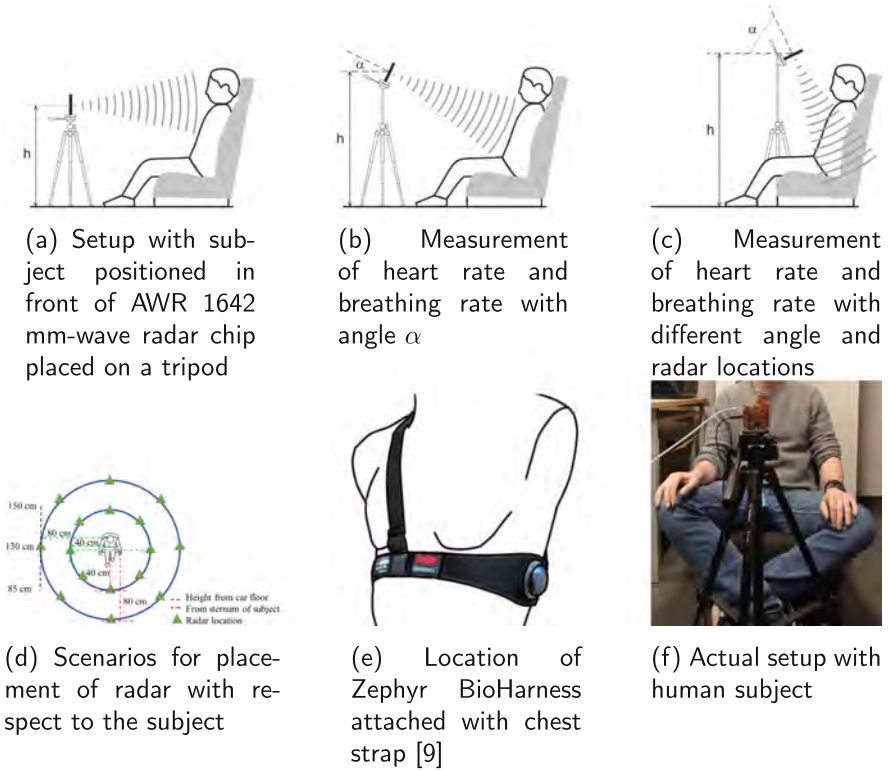 h
(a) Setup with sub-
ject positioned in
front of AWR 1642
mm-wave radar chip
placed on a tripod
α
h
(b) Measurement
of heart rate and
breathing rate with
angle α
α
h
(c) Measurement
of heart rate and
breathing rate with
different angle and
radar locations
150 cm
80 cm
40 cm
130 cm
40 cm
85 cm
80 cm
Height from car floor
From sternum of subject
Radar location
(d) Scenarios for place-
ment of radar with re-
spect to the subject
(e) Location of
Zephyr BioHarness
attached with chest
strap [9]
(f) Actual setup with
human subject